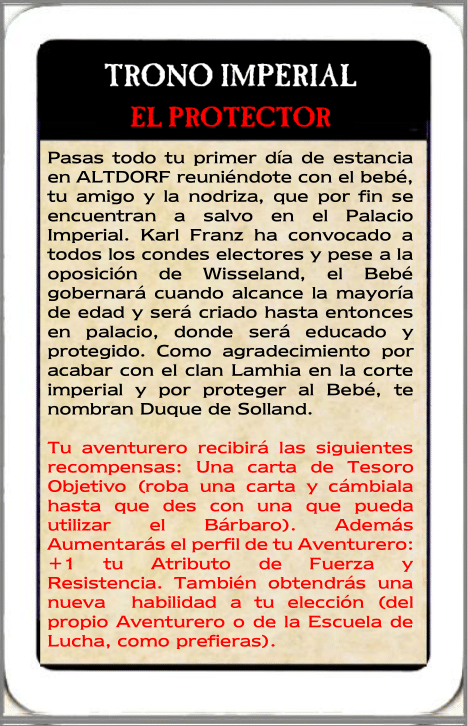 TRONO IMPERIAL
EL PROTECTOR
Pasas todo tu primer día de estancia
en ALTDORF reuniéndote con el bebé,
tu amigo y la nodriza, que por fin se
encuentran a salvo en el Palacio
Imperial. Karl Franz ha convocado a
todos los condes electores y pese a la
oposición de Wisseland, el Bebé
gobernará cuando alcance la mayoría
de edad y será criado hasta entonces
en palacio, donde será educado y
protegido. Como agradecimiento por
acabar con el clan Lamhia en la corte
imperial y por proteger al Bebé, te
nombran Duque de Solland.
Tu aventurero recibirá las siguientes
recompensas: Una carta de Tesoro
Objetivo (roba una carta y cámbiala
hasta que des con una que pueda
utilizar el Bárbaro). Además
Aumentarás el perfil de tu Aventurero:
+1 tu Atributo de Fuerza y
Resistencia. También obtendrás una
nueva habilidad a tu elección (del
propio Aventurero o de la Escuela de
Lucha, como prefieras).